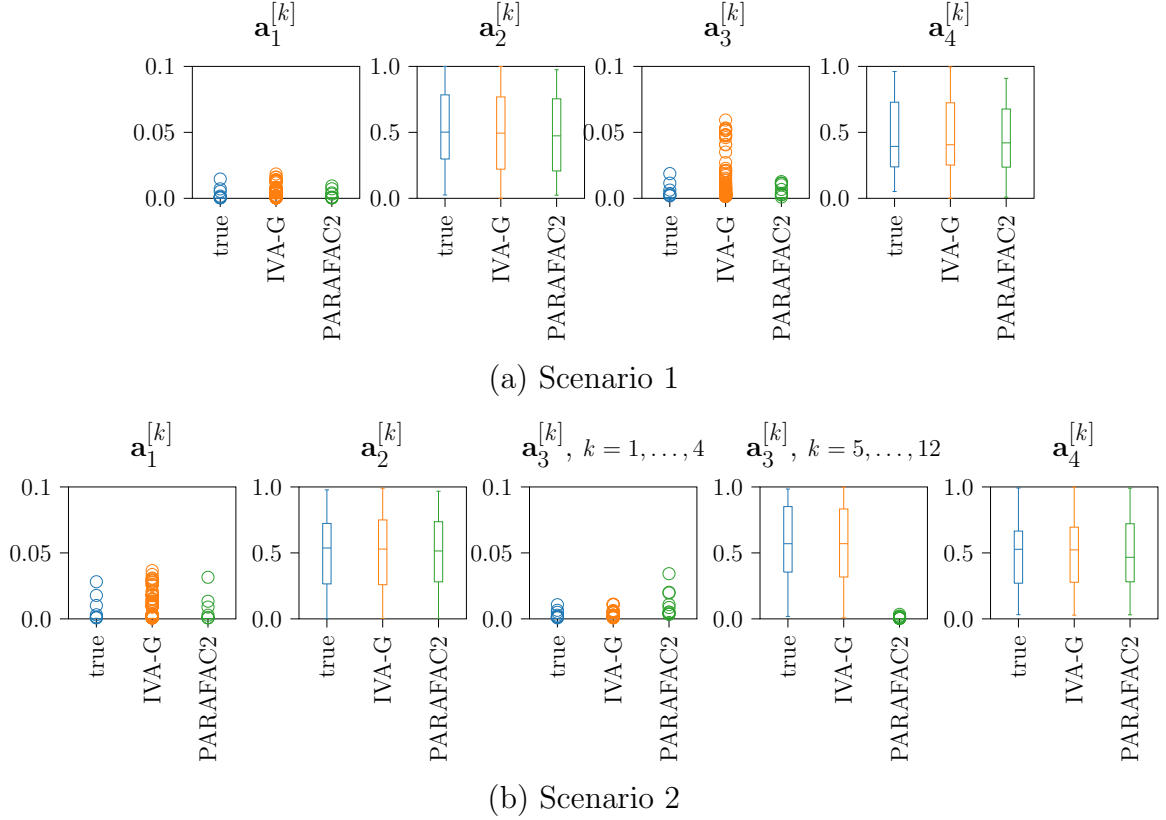 a_1^{[k]} a_2^{[k]} a_3^{[k]} a_4^{[k]}
0.1 1.0 0.1 1.0
0.05 0.5 0.05 0.5
0.0 0.0 0.0 0.0
true IVA-G PARAFAC2 true IVA-G PARAFAC2 true IVA-G PARAFAC2 true IVA-G PARAFAC2
(a) Scenario 1
a_1^{[k]} a_2^{[k]} a_3^{[k]}, k = 1, . . . , 4 a_3^{[k]}, k = 5, . . . , 12 a_4^{[k]}
0.1 1.0 0.1 1.0 0.1
0.05 0.5 0.05 0.5 0.05
0.0 0.0 0.0 0.0 0.0
true IVA-G PARAFAC2 true IVA-G PARAFAC2 true IVA-G PARAFAC2 true IVA-G PARAFAC2 true IVA-G PARAFAC2
(b) Scenario 2